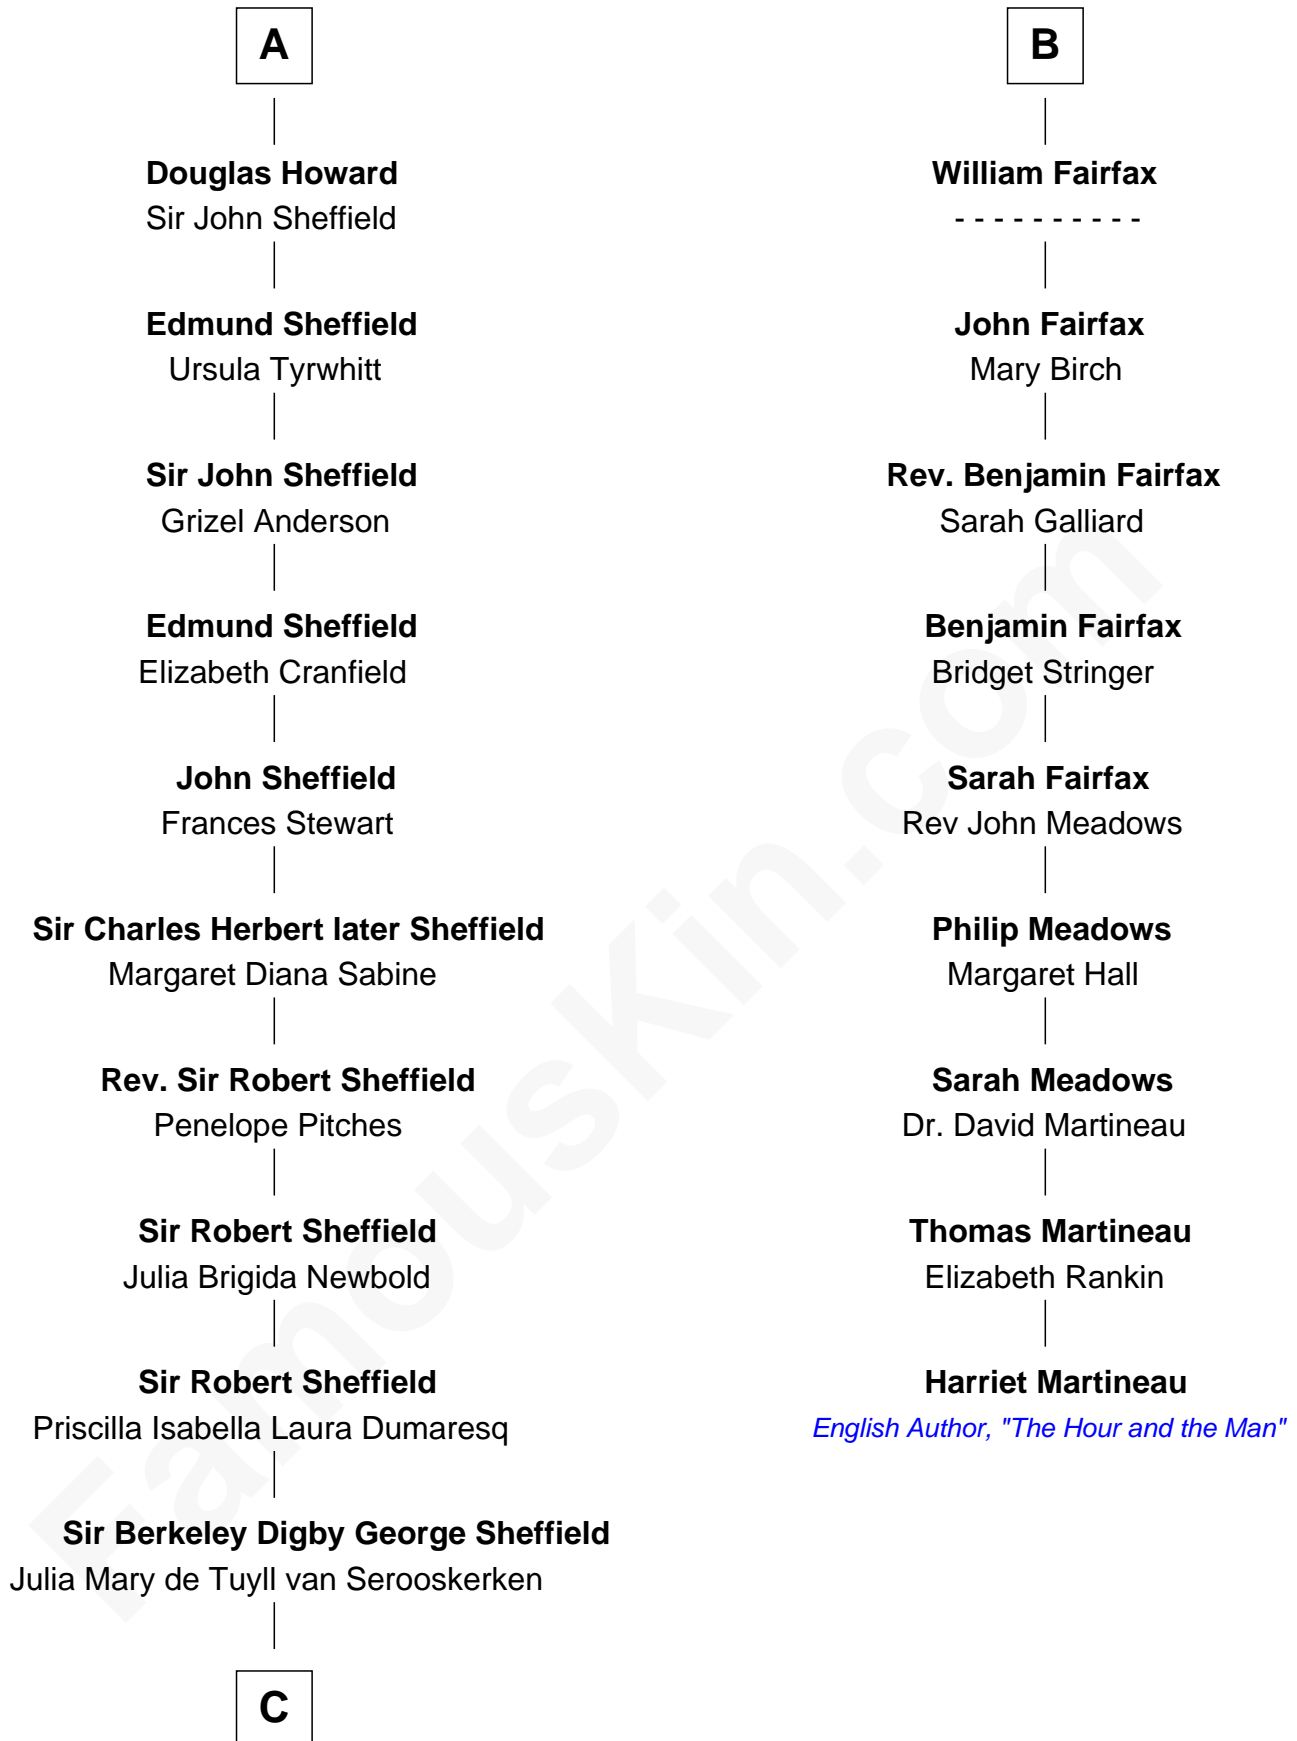 A
Douglas Howard
Sir John Sheffield
Edmund Sheffield
Ursula Tyrwhitt
Sir John Sheffield
Grizel Anderson
Edmund Sheffield
Elizabeth Cranfield
John Sheffield
Frances Stewart
Sir Charles Herbert later Sheffield
Margaret Diana Sabine
Rev. Sir Robert Sheffield
Penelope Pitches
Sir Robert Sheffield
Julia Brigida Newbold
Sir Robert Sheffield
Priscilla Isabella Laura Dumaresq
Sir Berkeley Digby George Sheffield
Julia Mary de Tuyll van Serooskerken
C
B
William Fairfax
- - - - - - - - - -
John Fairfax
Mary Birch
Rev. Benjamin Fairfax
Sarah Galliard
Benjamin Fairfax
Bridget Stringer
Sarah Fairfax
Rev John Meadows
Philip Meadows
Margaret Hall
Sarah Meadows
Dr. David Martineau
Thomas Martineau
Elizabeth Rankin
Harriet Martineau
English Author, "The Hour and the Man"
FamousKin.com